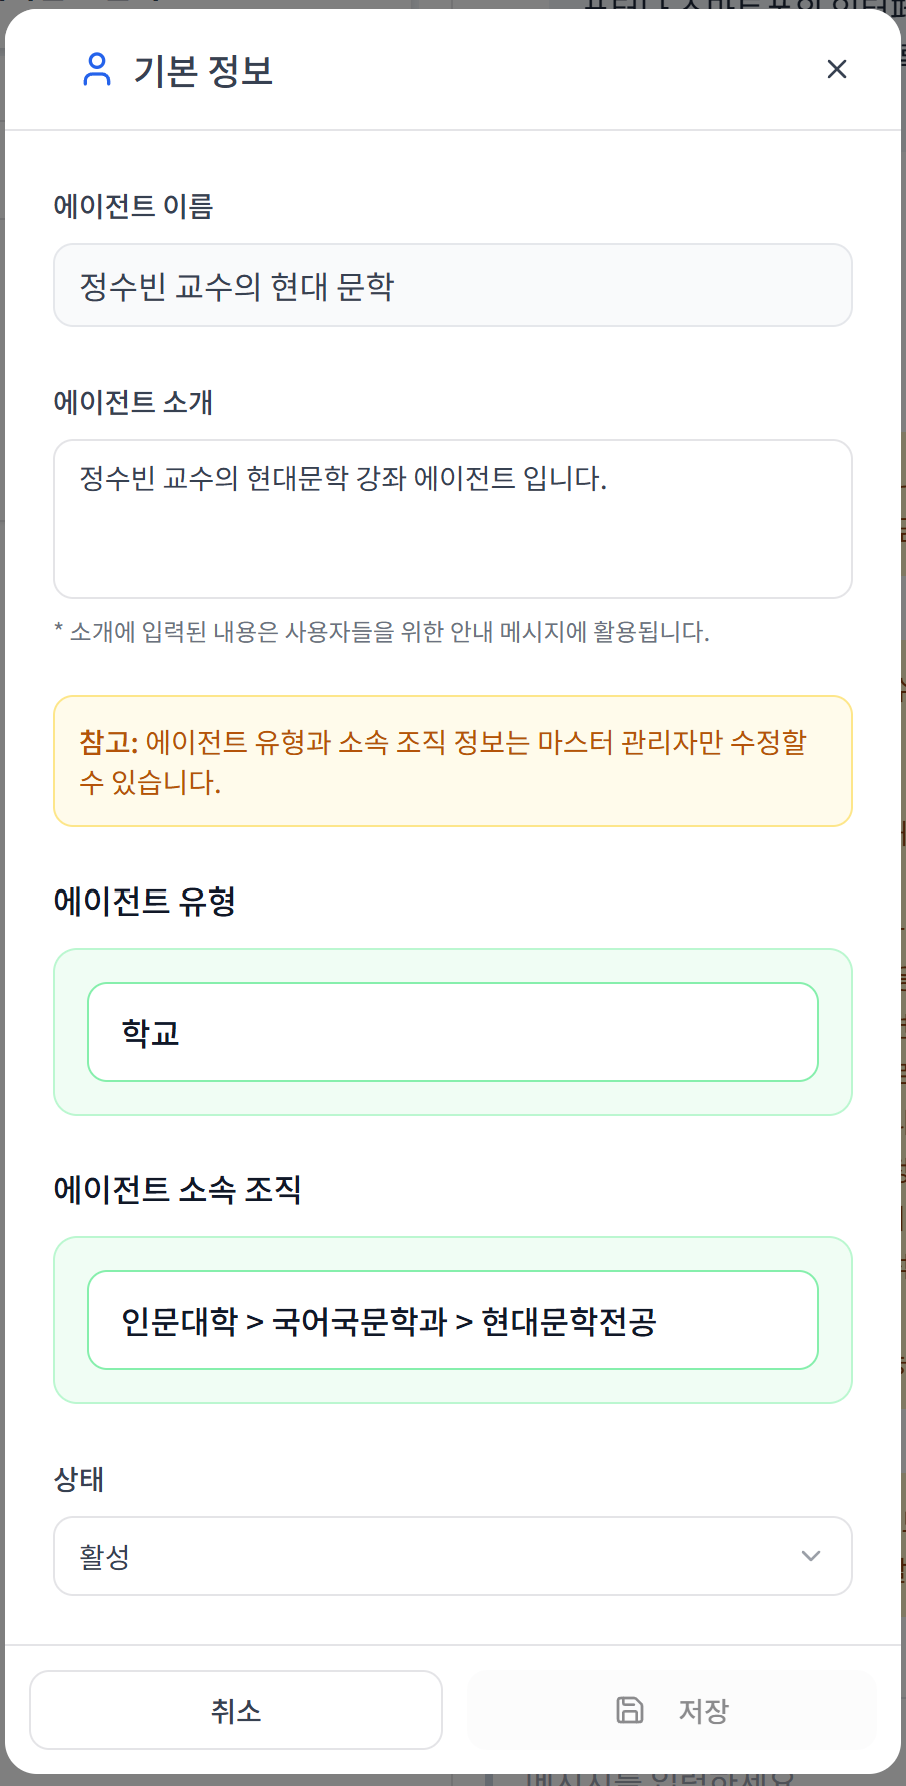 기본 정보
에이전트 이름
정수빈 교수의 현대 문학
에이전트 소개
정수빈 교수의 현대문학 강좌 에이전트 입니다.
* 소개에 입력된 내용은 사용자들을 위한 안내 메시지에 활용됩니다.
참고: 에이전트 유형과 소속 조직 정보는 마스터 관리자만 수정할
수 있습니다.
에이전트 유형
학교
에이전트 소속 조직
인문대학 > 국어국문학과 > 현대문학전공
상태
활성
취소
저장